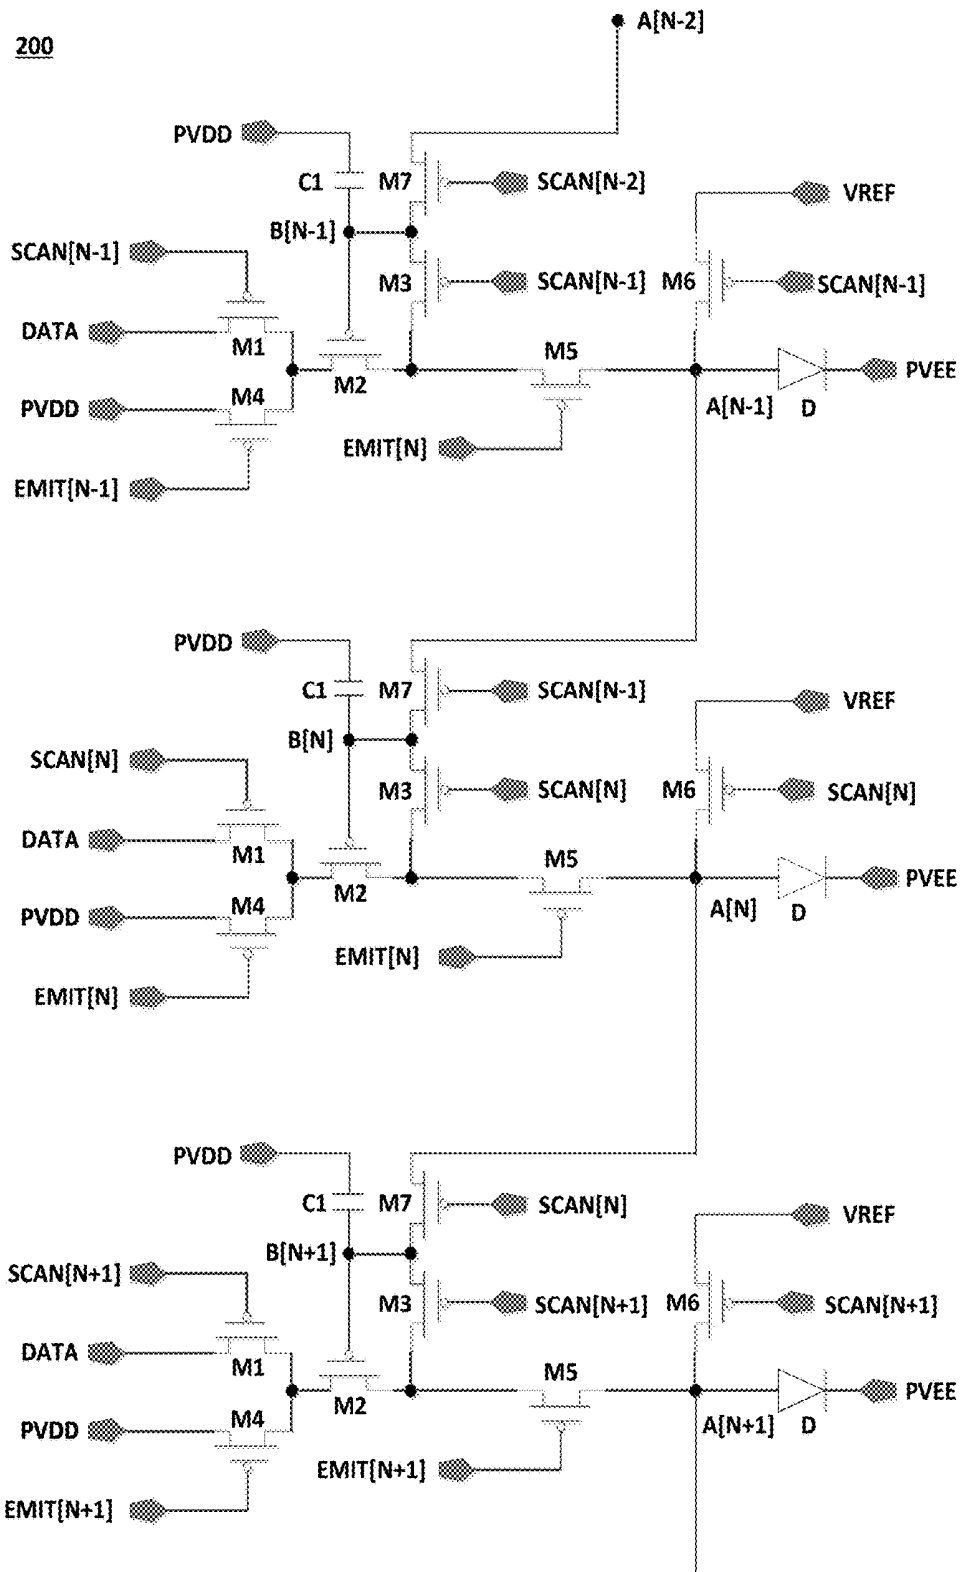 A[N-2]
200
PVDD
C1
M7
SCAN[N-2]
VREF
B[N-1]
SCAN[N-1]
M3
SCAN[N-1]
M6
SCAN[N-1]
DATA
M1
M2
M5
PVEE
PVDD
M4
A[N-1]
D
EMIT[N]
EMIT[N-1]
PVDD
C1
M7
SCAN[N-1]
VREF
B[N]
SCAN[N]
M3
SCAN[N]
M6
SCAN[N]
DATA
M1
M2
M5
PVEE
PVDD
M4
A[N]
D
EMIT[N]
EMIT[N]
PVDD
C1
M7
SCAN[N]
VREF
B[N+1]
SCAN[N+1]
M3
SCAN[N+1]
M6
SCAN[N+1]
DATA
M1
M2
M5
PVEE
PVDD
M4
A[N+1]
D
EMIT[N+1]
EMIT[N+1]